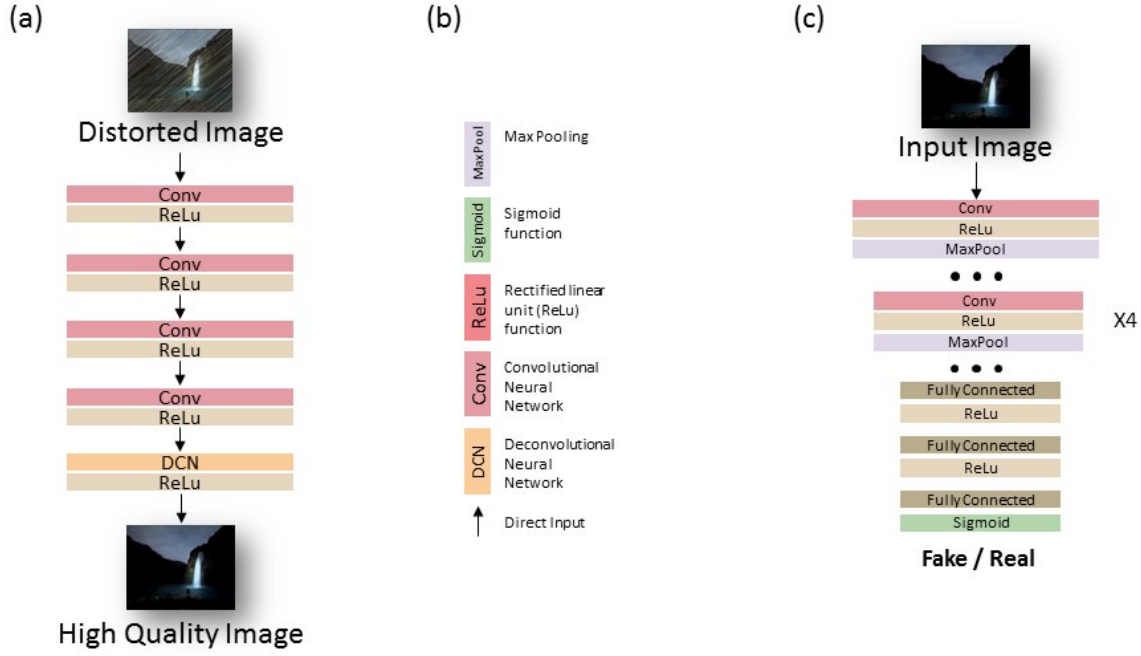 (a)
Distorted Image
Conv
ReLu
Conv
ReLu
Conv
ReLu
Conv
ReLu
DCN
ReLu
High Quality Image
(b)
MaxPool
Max Pooling
Sigmoid
Sigmoid
function
ReLu
Rectified linear
unit (ReLu)
function
Conv
Convolutional
Neural
Network
DCN
Deconvolutional
Neural
Network
Direct Input
(c)
Input Image
Conv
ReLu
MaxPool
Conv
ReLu
X4
MaxPool
Fully Connected
ReLu
Fully Connected
ReLu
Fully Connected
Sigmoid
Fake / Real